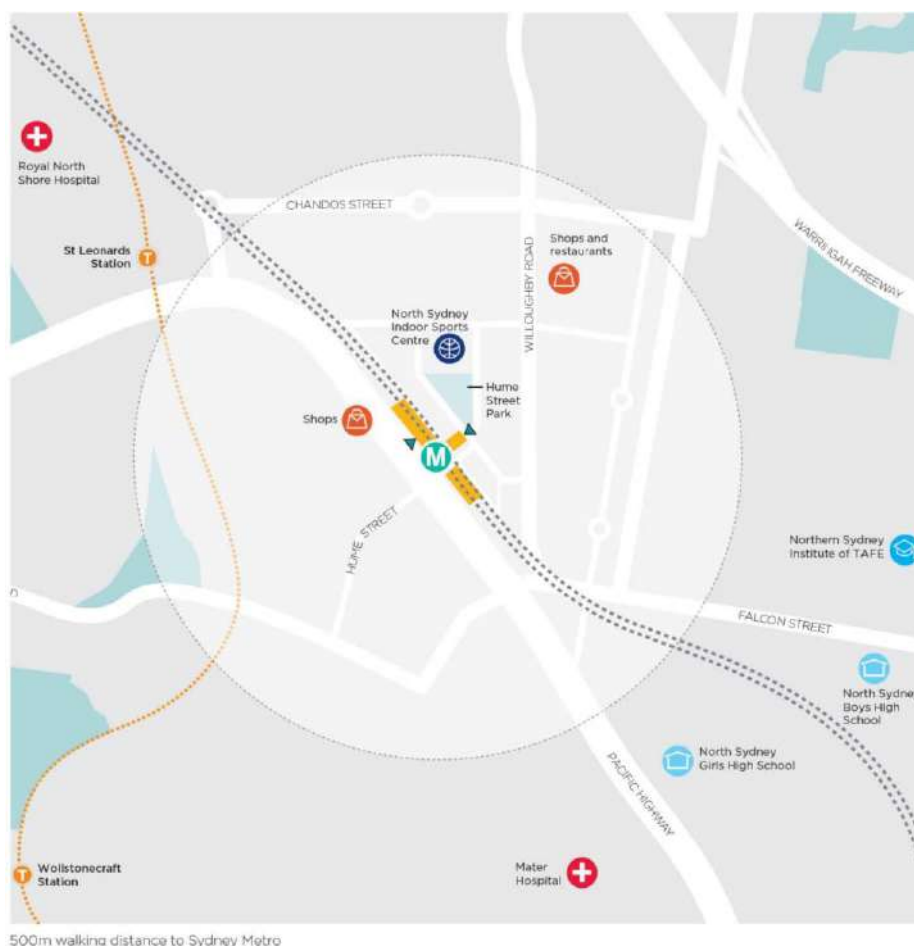 Royal North
Shore Hospital
CHANDOS STREET
St Leonards
Station
T
Shops and
restaurants
WARRINGAH FREEWAY
WILLOUGHBY ROAD
North Sydney
Indoor Sports
Centre
Hume
Street
Park
Shops
M
HUME STREET
Northern Sydney
Institute of TAFE
D
FALCON STREET
North Sydne
Boys High
School
North Sydney
Girls High School
PACIFIC HIGHWAY
T
Wollstonecraft
Station
Mater
Hospital
500m walking distance to Sydney Metro